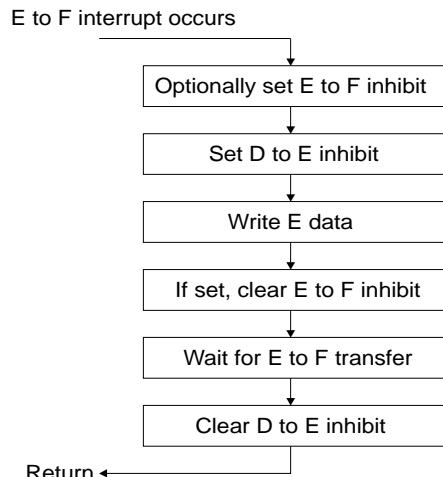 E to F interrupt occurs
Optionally set E to F inhibit
Set D to E inhibit
Write E data
If set, clear E to F inhibit
Wait for E to F transfer
Clear D to E inhibit
Return